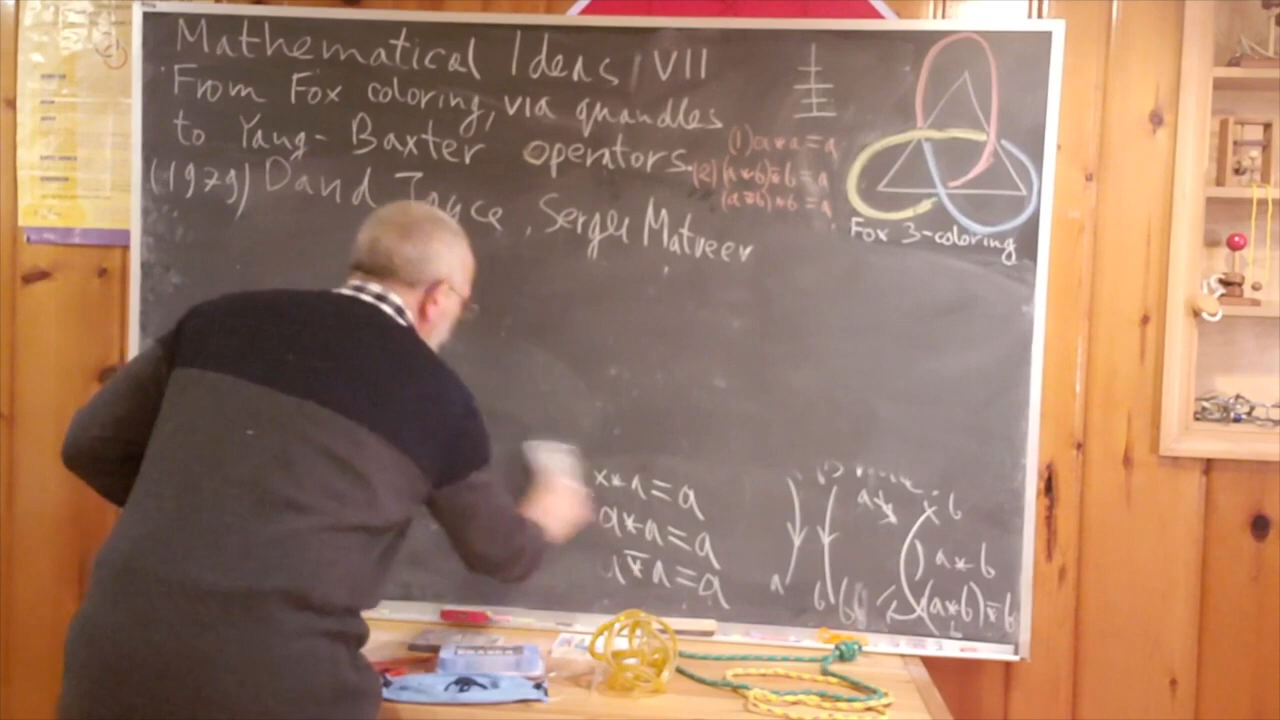 Mathematical Ideas VII
From Fox coloring, via quandles
to Yang-Baxter operators.
(1979) David Joyce, Sergei Matveev
(1) a*a=a
(2) (a*b)⊼b=a
(a⊼b)*b=a
Fox 3-coloring
a*a=a
a⊼a=a
a b
b
a*b
(a*b)⊼b